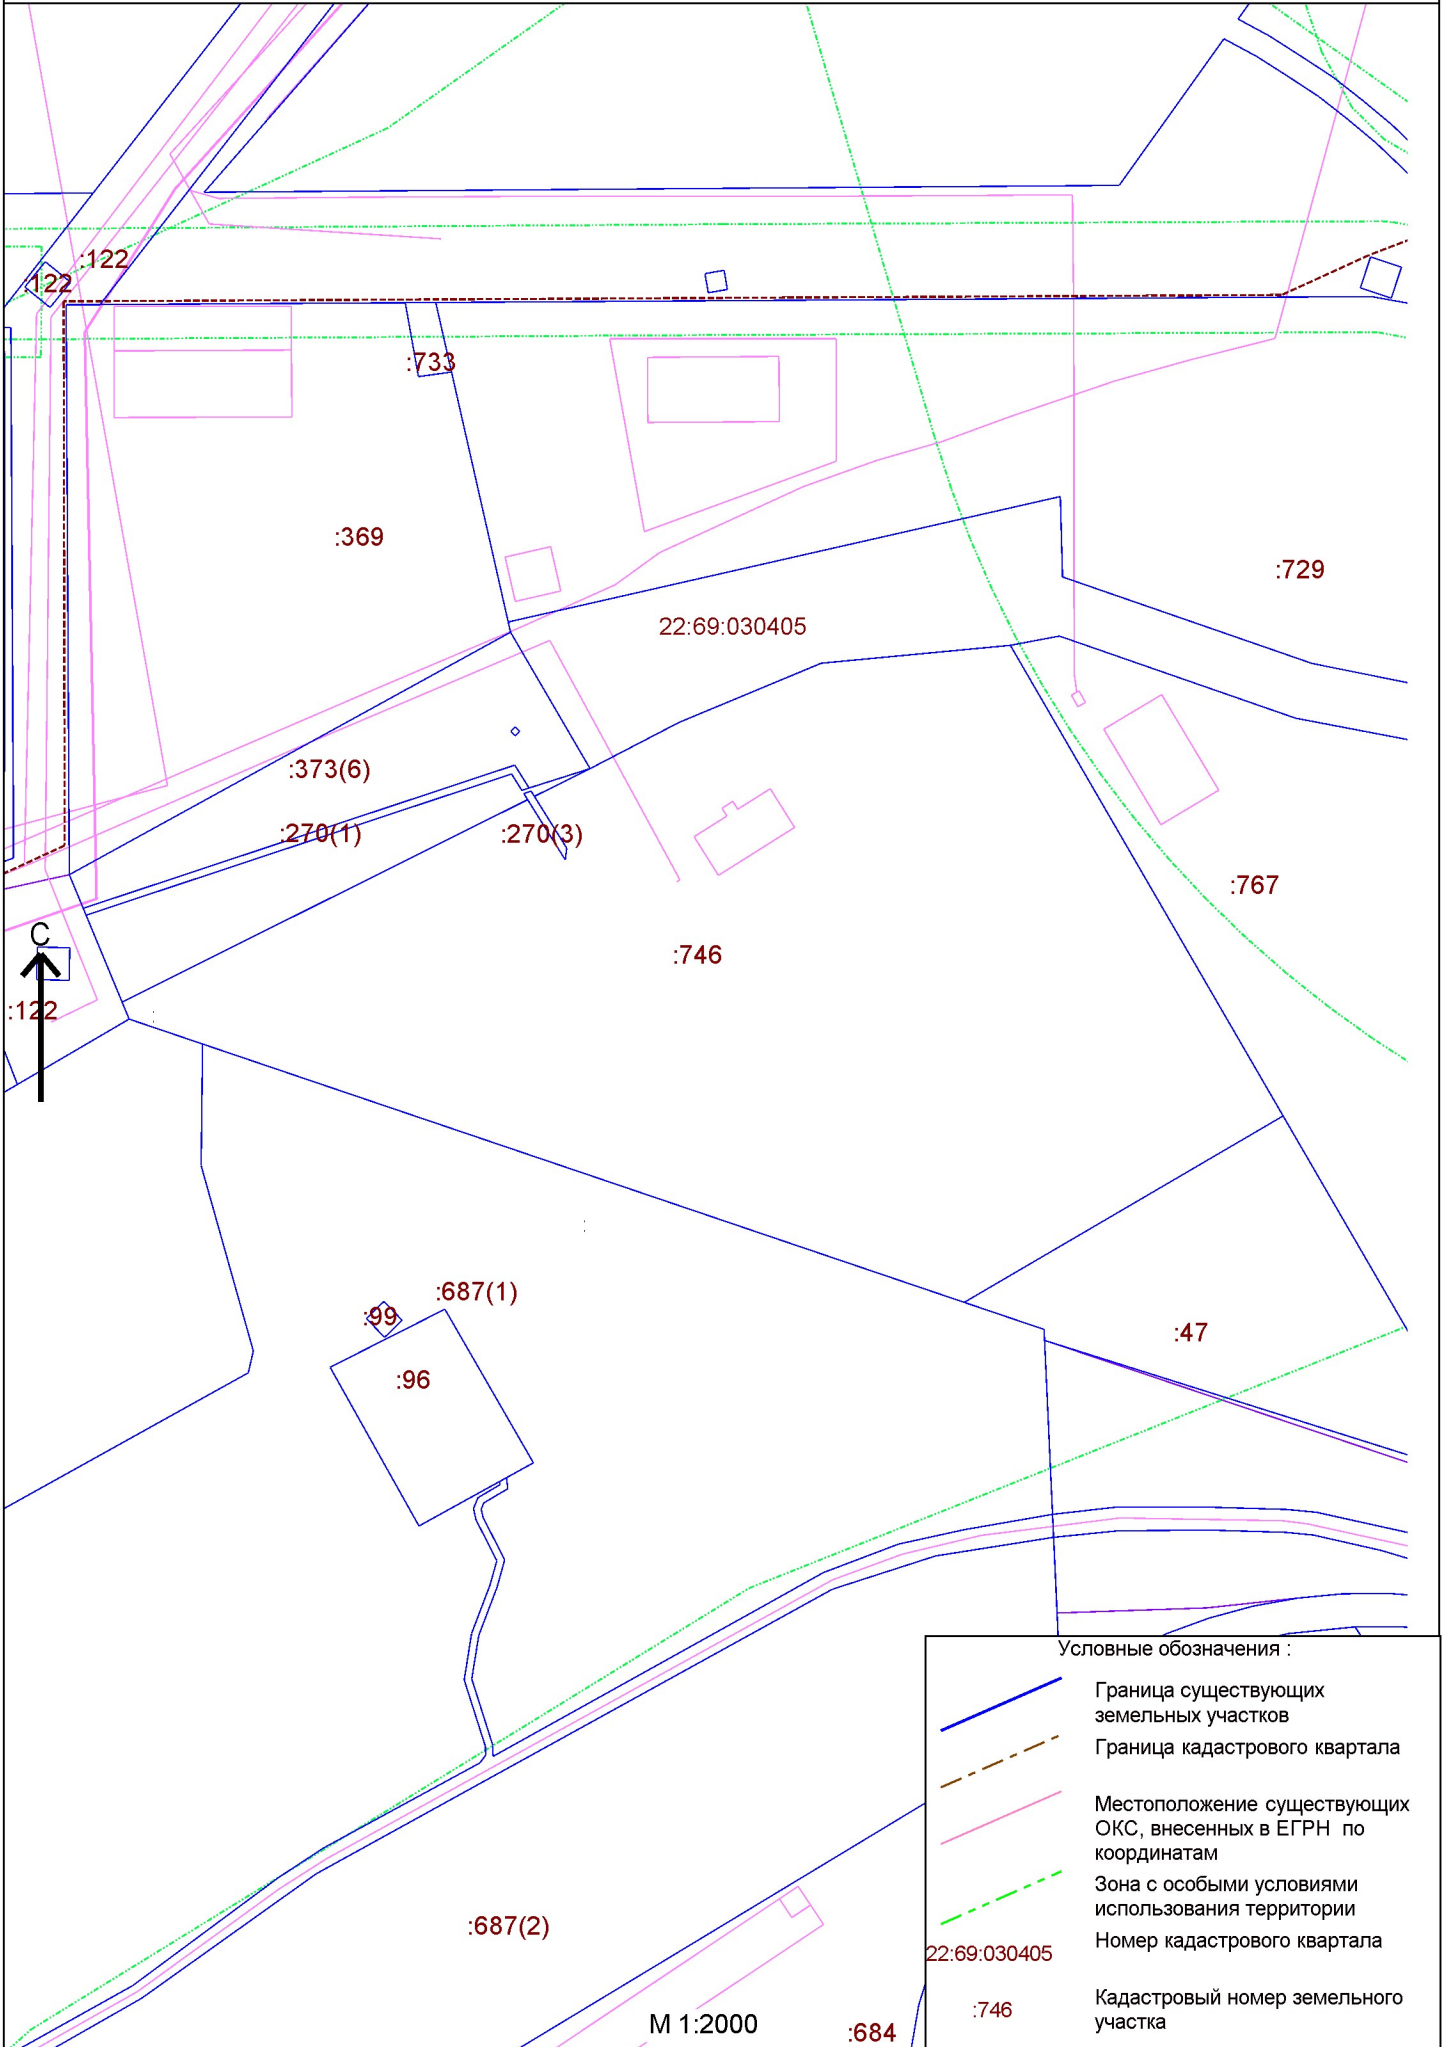 :122
:122
:733
:369
:729
22:69:030405
:373(6)
:270(1)
:270(3)
:767
С
:746
:122
:687(1)
:99
:47
:96
Условные обозначения :
Граница существующих
земельных участков
Граница кадастрового квартала
Местоположение существующих
ОКС, внесенных в ЕГРН по
координатам
Зона с особыми условиями
использования территории
:687(2)
22:69:030405
Номер кадастрового квартала
:746
Кадастровый номер земельного
участка
М 1:2000
:684